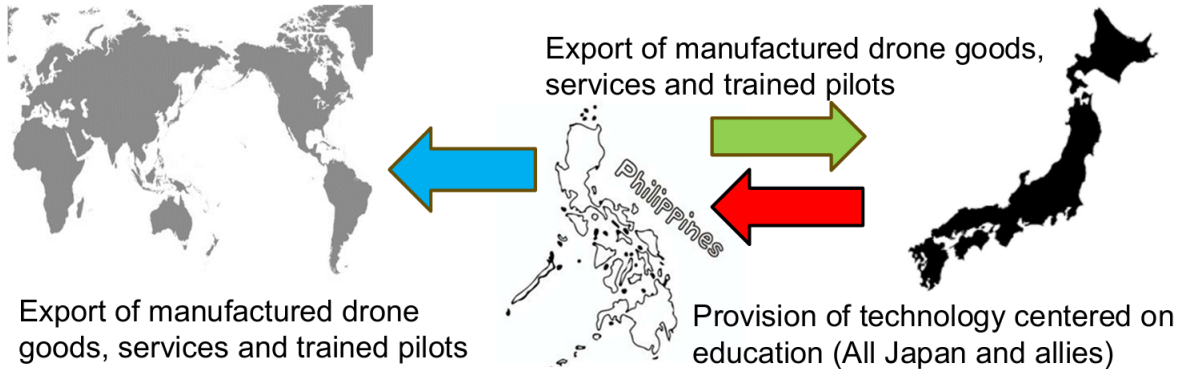 Export of manufactured drone goods,
services and trained pilots
Philippines
Export of manufactured drone
goods, services and trained pilots
Provision of technology centered on
education (All Japan and allies)